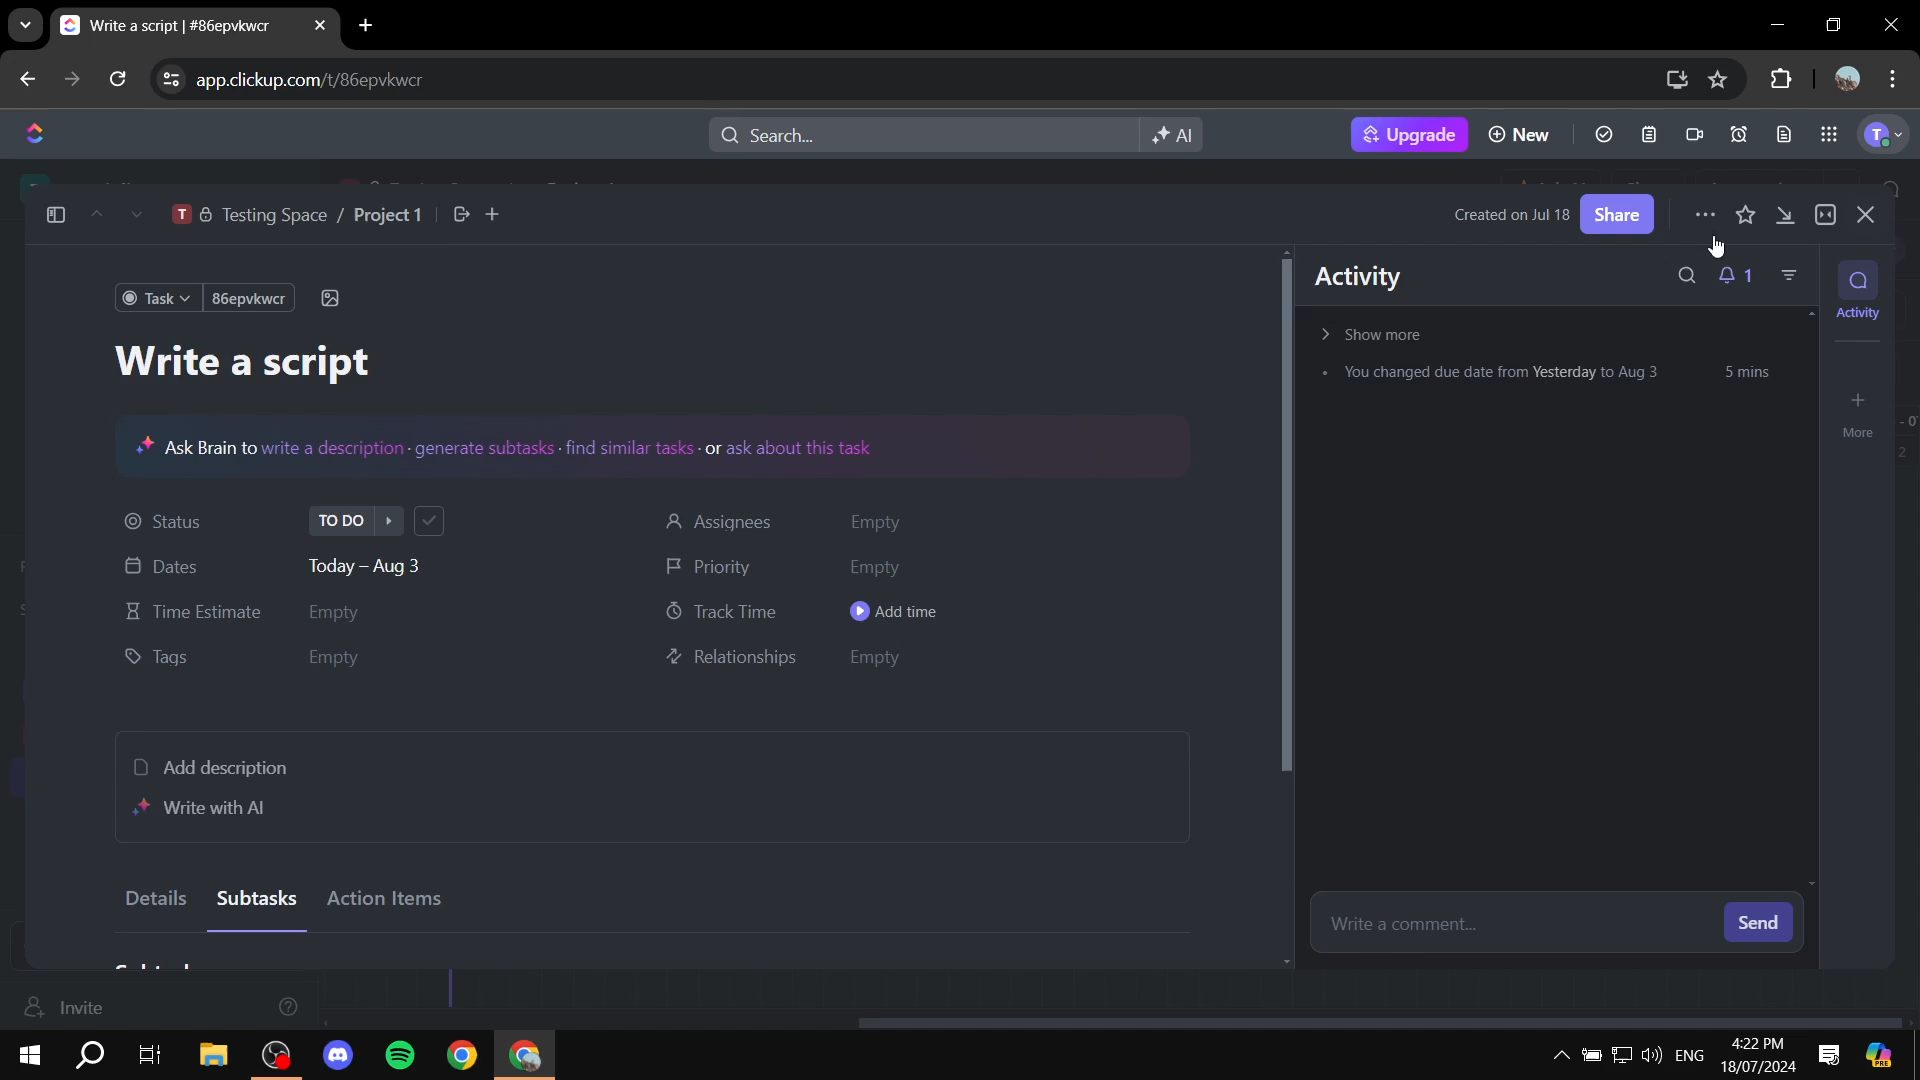 Write a script | #86epvkwcr
app.clickup.com/t/86epvkwcr
Search...
AI
Upgrade
New
T
T Testing Space / Project 1
Created on Jul 18
Share
Task 86epvkwcr
Write a script
Ask Brain to write a description · generate subtasks · find similar tasks · or ask about this task
Status TO DO
Assignees Empty
Dates Today – Aug 3
Priority Empty
Time Estimate Empty
Track Time Add time
Tags Empty
Relationships Empty
Add description
Write with AI
Details Subtasks Action Items
Activity
1
Show more
• You changed due date from Yesterday to Aug 3 5 mins
Write a comment...
Send
Activity
More
Invite
ENG
4:22 PM
18/07/2024
PRE